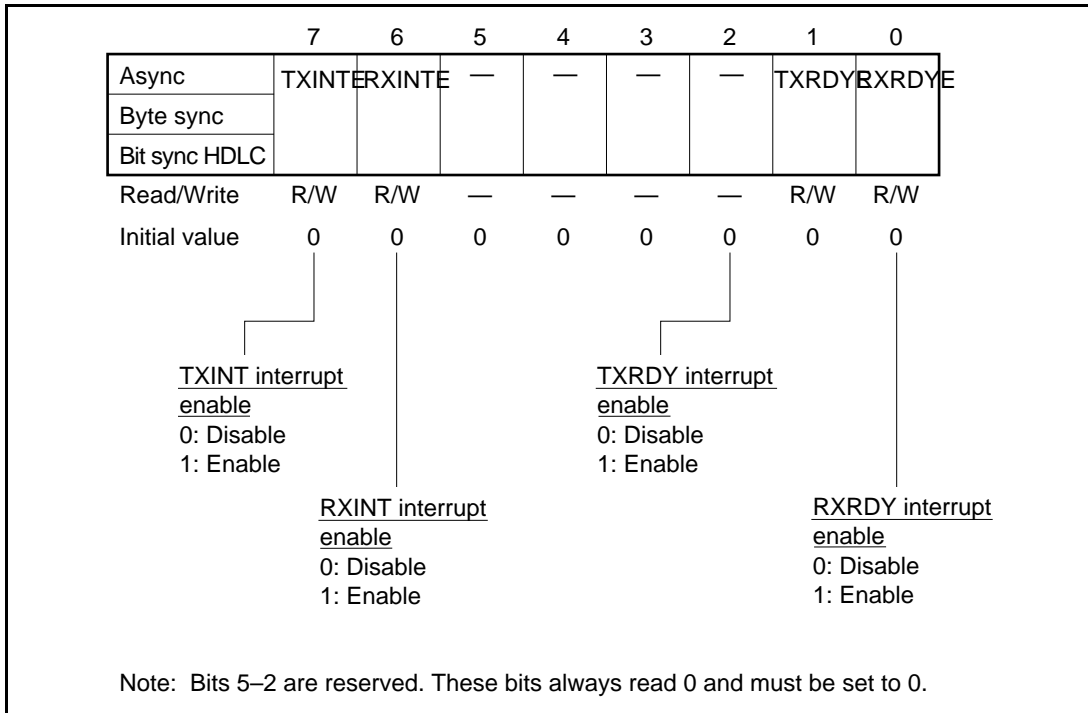 7 6 5 4 3 2 1 0
Async TXINTE RXINTE — — — — TXRDYE RXRDYE
Byte sync
Bit sync HDLC
Read/Write R/W R/W — — — — R/W R/W
Initial value 0 0 0 0 0 0 0 0
TXINT interrupt
enable
0: Disable
1: Enable
TXRDY interrupt
enable
0: Disable
1: Enable
RXINT interrupt
enable
0: Disable
1: Enable
RXRDY interrupt
enable
0: Disable
1: Enable
Note: Bits 5–2 are reserved. These bits always read 0 and must be set to 0.